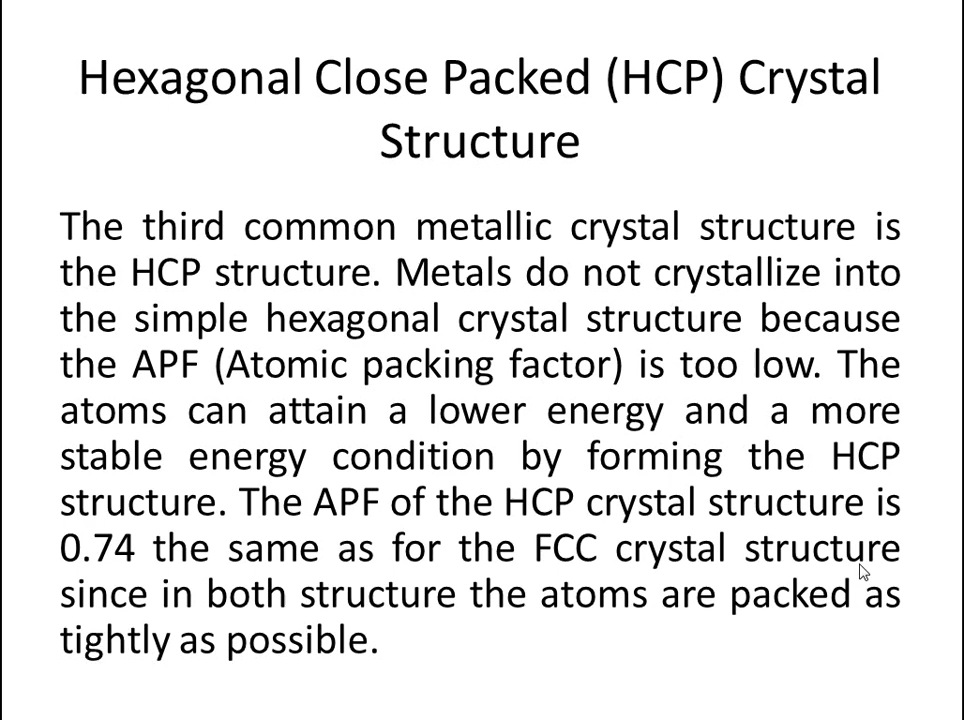 Hexagonal Close Packed (HCP) Crystal
Structure
The third common metallic crystal structure is
the HCP structure. Metals do not crystallize into
the simple hexagonal crystal structure because
the APF (Atomic packing factor) is too low. The
atoms can attain a lower energy and a more
stable energy condition by forming the HCP
structure. The APF of the HCP crystal structure is
0.74 the same as for the FCC crystal structure
since in both structure the atoms are packed as
tightly as possible.